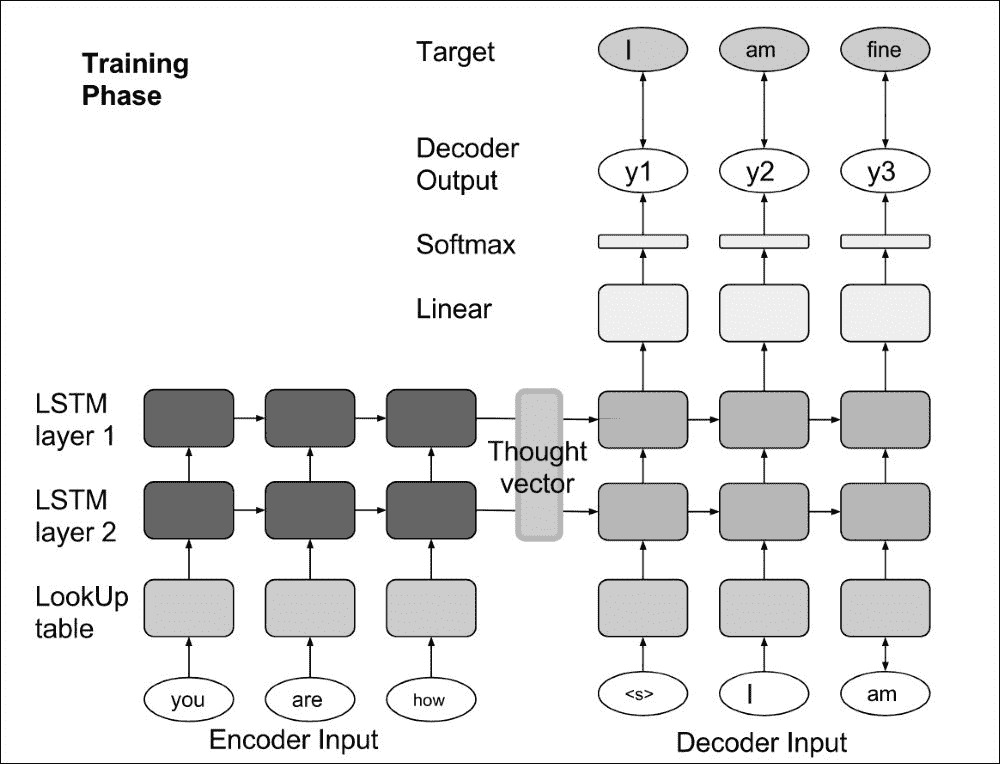 Training
Phase
Target
I
am
fine
Decoder
Output
y1
y2
y3
Softmax
Linear
LSTM
layer 1
Thought
vector
LSTM
layer 2
LookUp
table
you
are
how
<s>
I
am
Encoder Input
Decoder Input